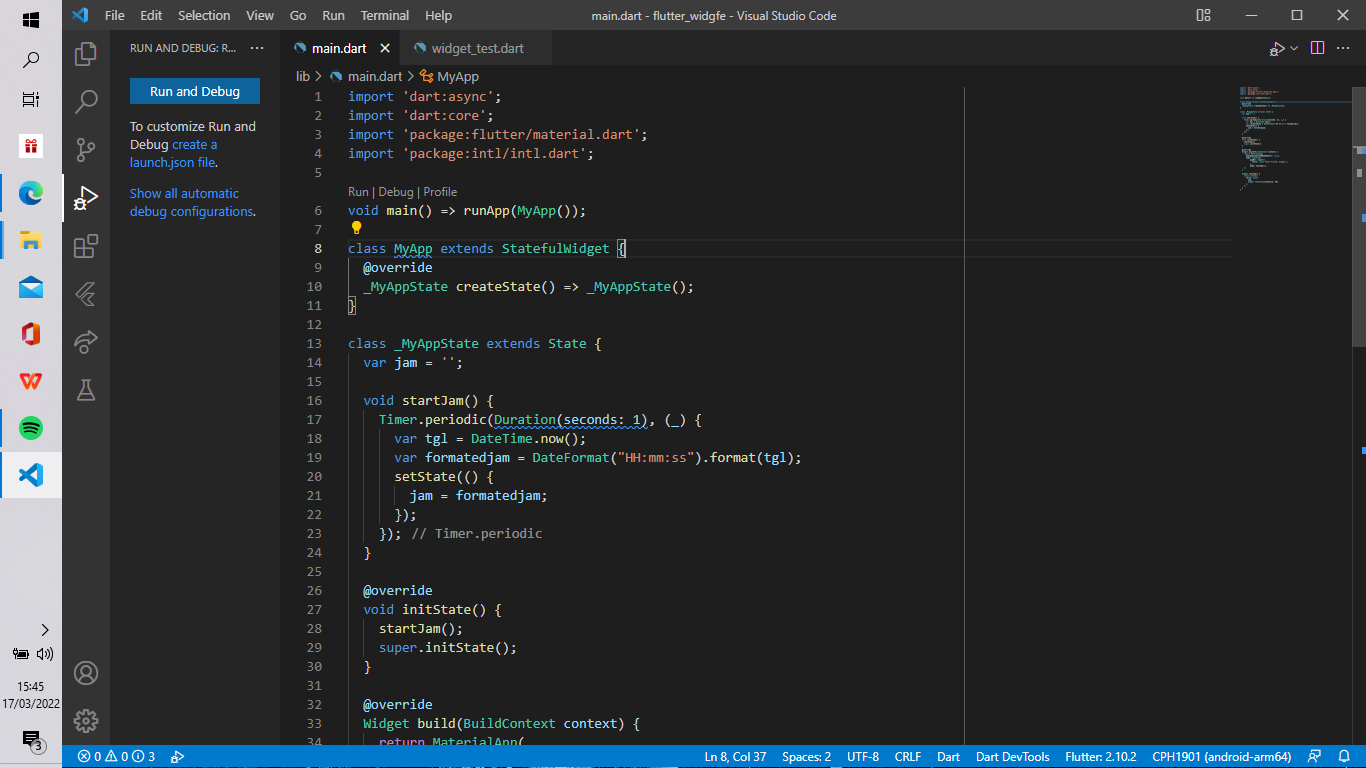 File Edit Selection View Go Run Terminal Help
main.dart - flutter_widgfe - Visual Studio Code
RUN AND DEBUG: R...
main.dart
widget_test.dart
Run and Debug
To customize Run and
Debug create a
launch.json file.
Show all automatic
debug configurations.
lib > main.dart > MyApp
1 import 'dart:async';
2 import 'dart:core';
3 import 'package:flutter/material.dart';
4 import 'package:intl/intl.dart';
5
Run | Debug | Profile
6 void main() => runApp(MyApp());
7
8 class MyApp extends StatefulWidget {
9 @override
10 _MyAppState createState() => _MyAppState();
11 }
12
13 class _MyAppState extends State {
14 var jam = '';
15
16 void startJam() {
17 Timer.periodic(Duration(seconds: 1), (_) {
18 var tgl = DateTime.now();
19 var formatedjam = DateFormat("HH:mm:ss").format(tgl);
20 setState(() {
21 jam = formatedjam;
22 });
23 }); // Timer.periodic
24 }
25
26 @override
27 void initState() {
28 startJam();
29 super.initState();
30 }
31
32 @override
33 Widget build(BuildContext context) {
34 return MaterialApp(
15:45
17/03/2022
3
0 0 3
Ln 8, Col 37 Spaces: 2 UTF-8 CRLF Dart Dart DevTools Flutter: 2.10.2 CPH1901 (android-arm64)